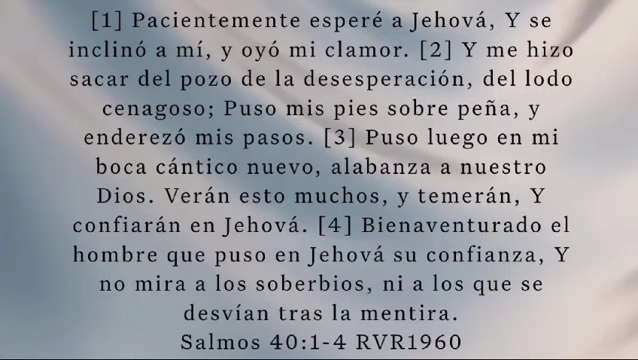 [1] Pacientemente esperé a Jehová, Y se
inclinó a mí, y oyó mi clamor. [2] Y me hizo
sacar del pozo de la desesperación, del lodo
cenagoso; Puso mis pies sobre peña, y
enderezó mis pasos. [3] Puso luego en mi
boca cántico nuevo, alabanza a nuestro
Dios. Verán esto muchos, y temerán, Y
confiarán en Jehová. [4] Bienaventurado el
hombre que puso en Jehová su confianza, Y
no mira a los soberbios, ni a los que se
desvían tras la mentira.
Salmos 40:1-4 RVR1960